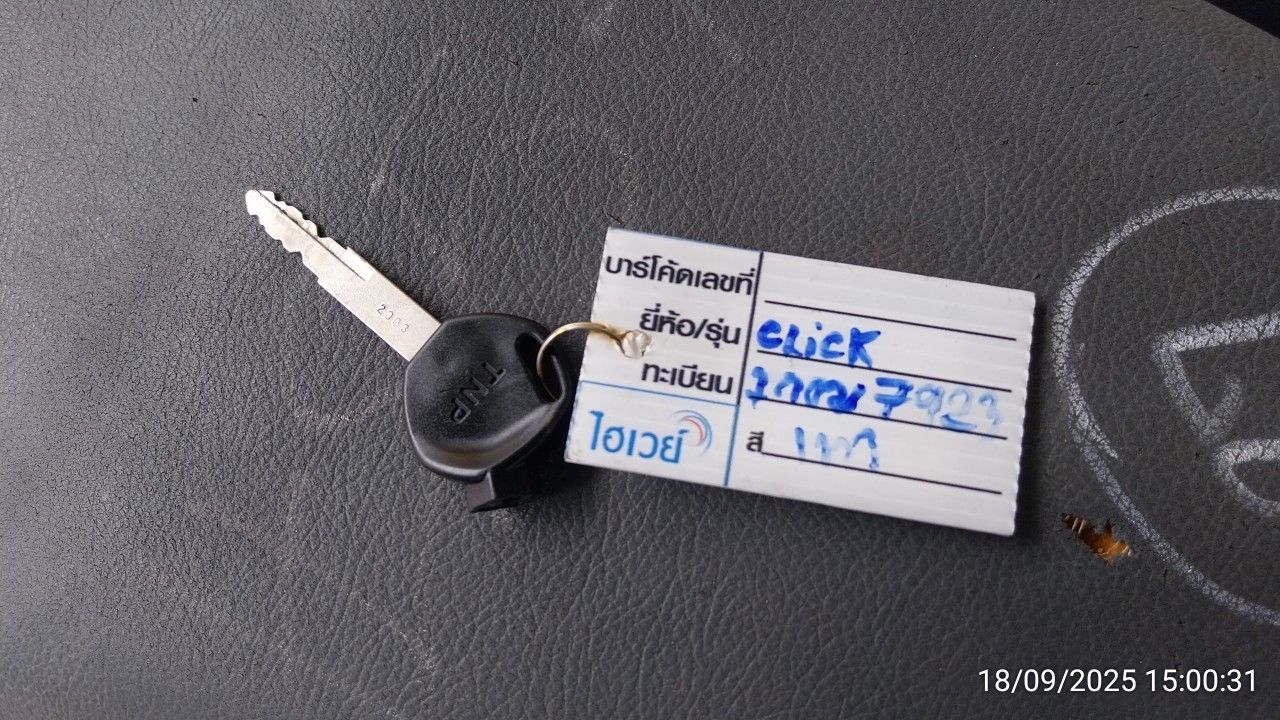 2003
TNP
บาร์โค้ดเลขที่
ยี่ห้อ/รุ่น CLiCK
ทะเบียน 7923
สี เทา
ไฮเวย์
18/09/2025 15:00:31